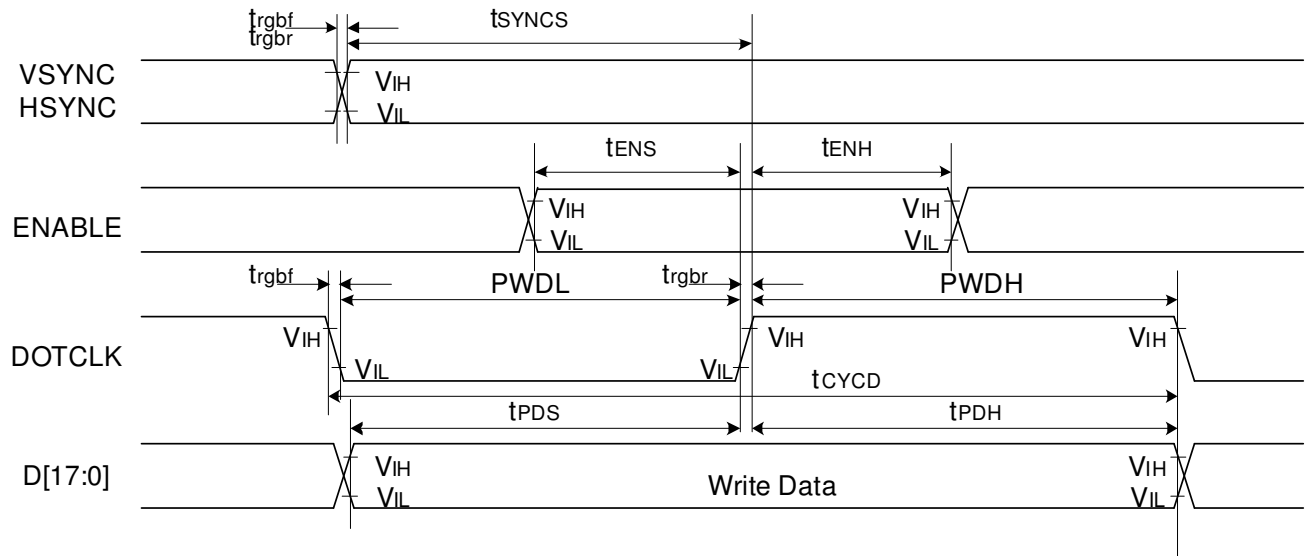 trgbf
trgbr
tSYNCS
VSYNC
HSYNC
VIH
VIL
tENS
tENH
ENABLE
VIH
VIL
VIH
VIL
trgbf
PWDL
trgbr
PWDH
DOTCLK
VIH
VIL
VIL
VIH
VIH
tCYCD
tPDS
tPDH
D[17:0]
VIH
VIL
Write Data
VIH
VIL